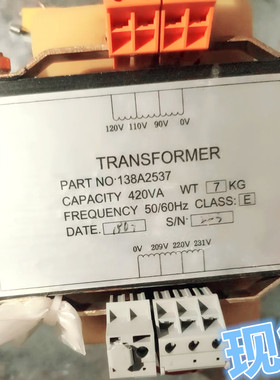 120V 110V 90V 0V
TRANSFORMER
PART NO:138A2537
CAPACITY 420VA WT 7 KG
FREQUENCY 50/60Hz CLASS: E
DATE. S/N:
0V 209V 220V 231V
现